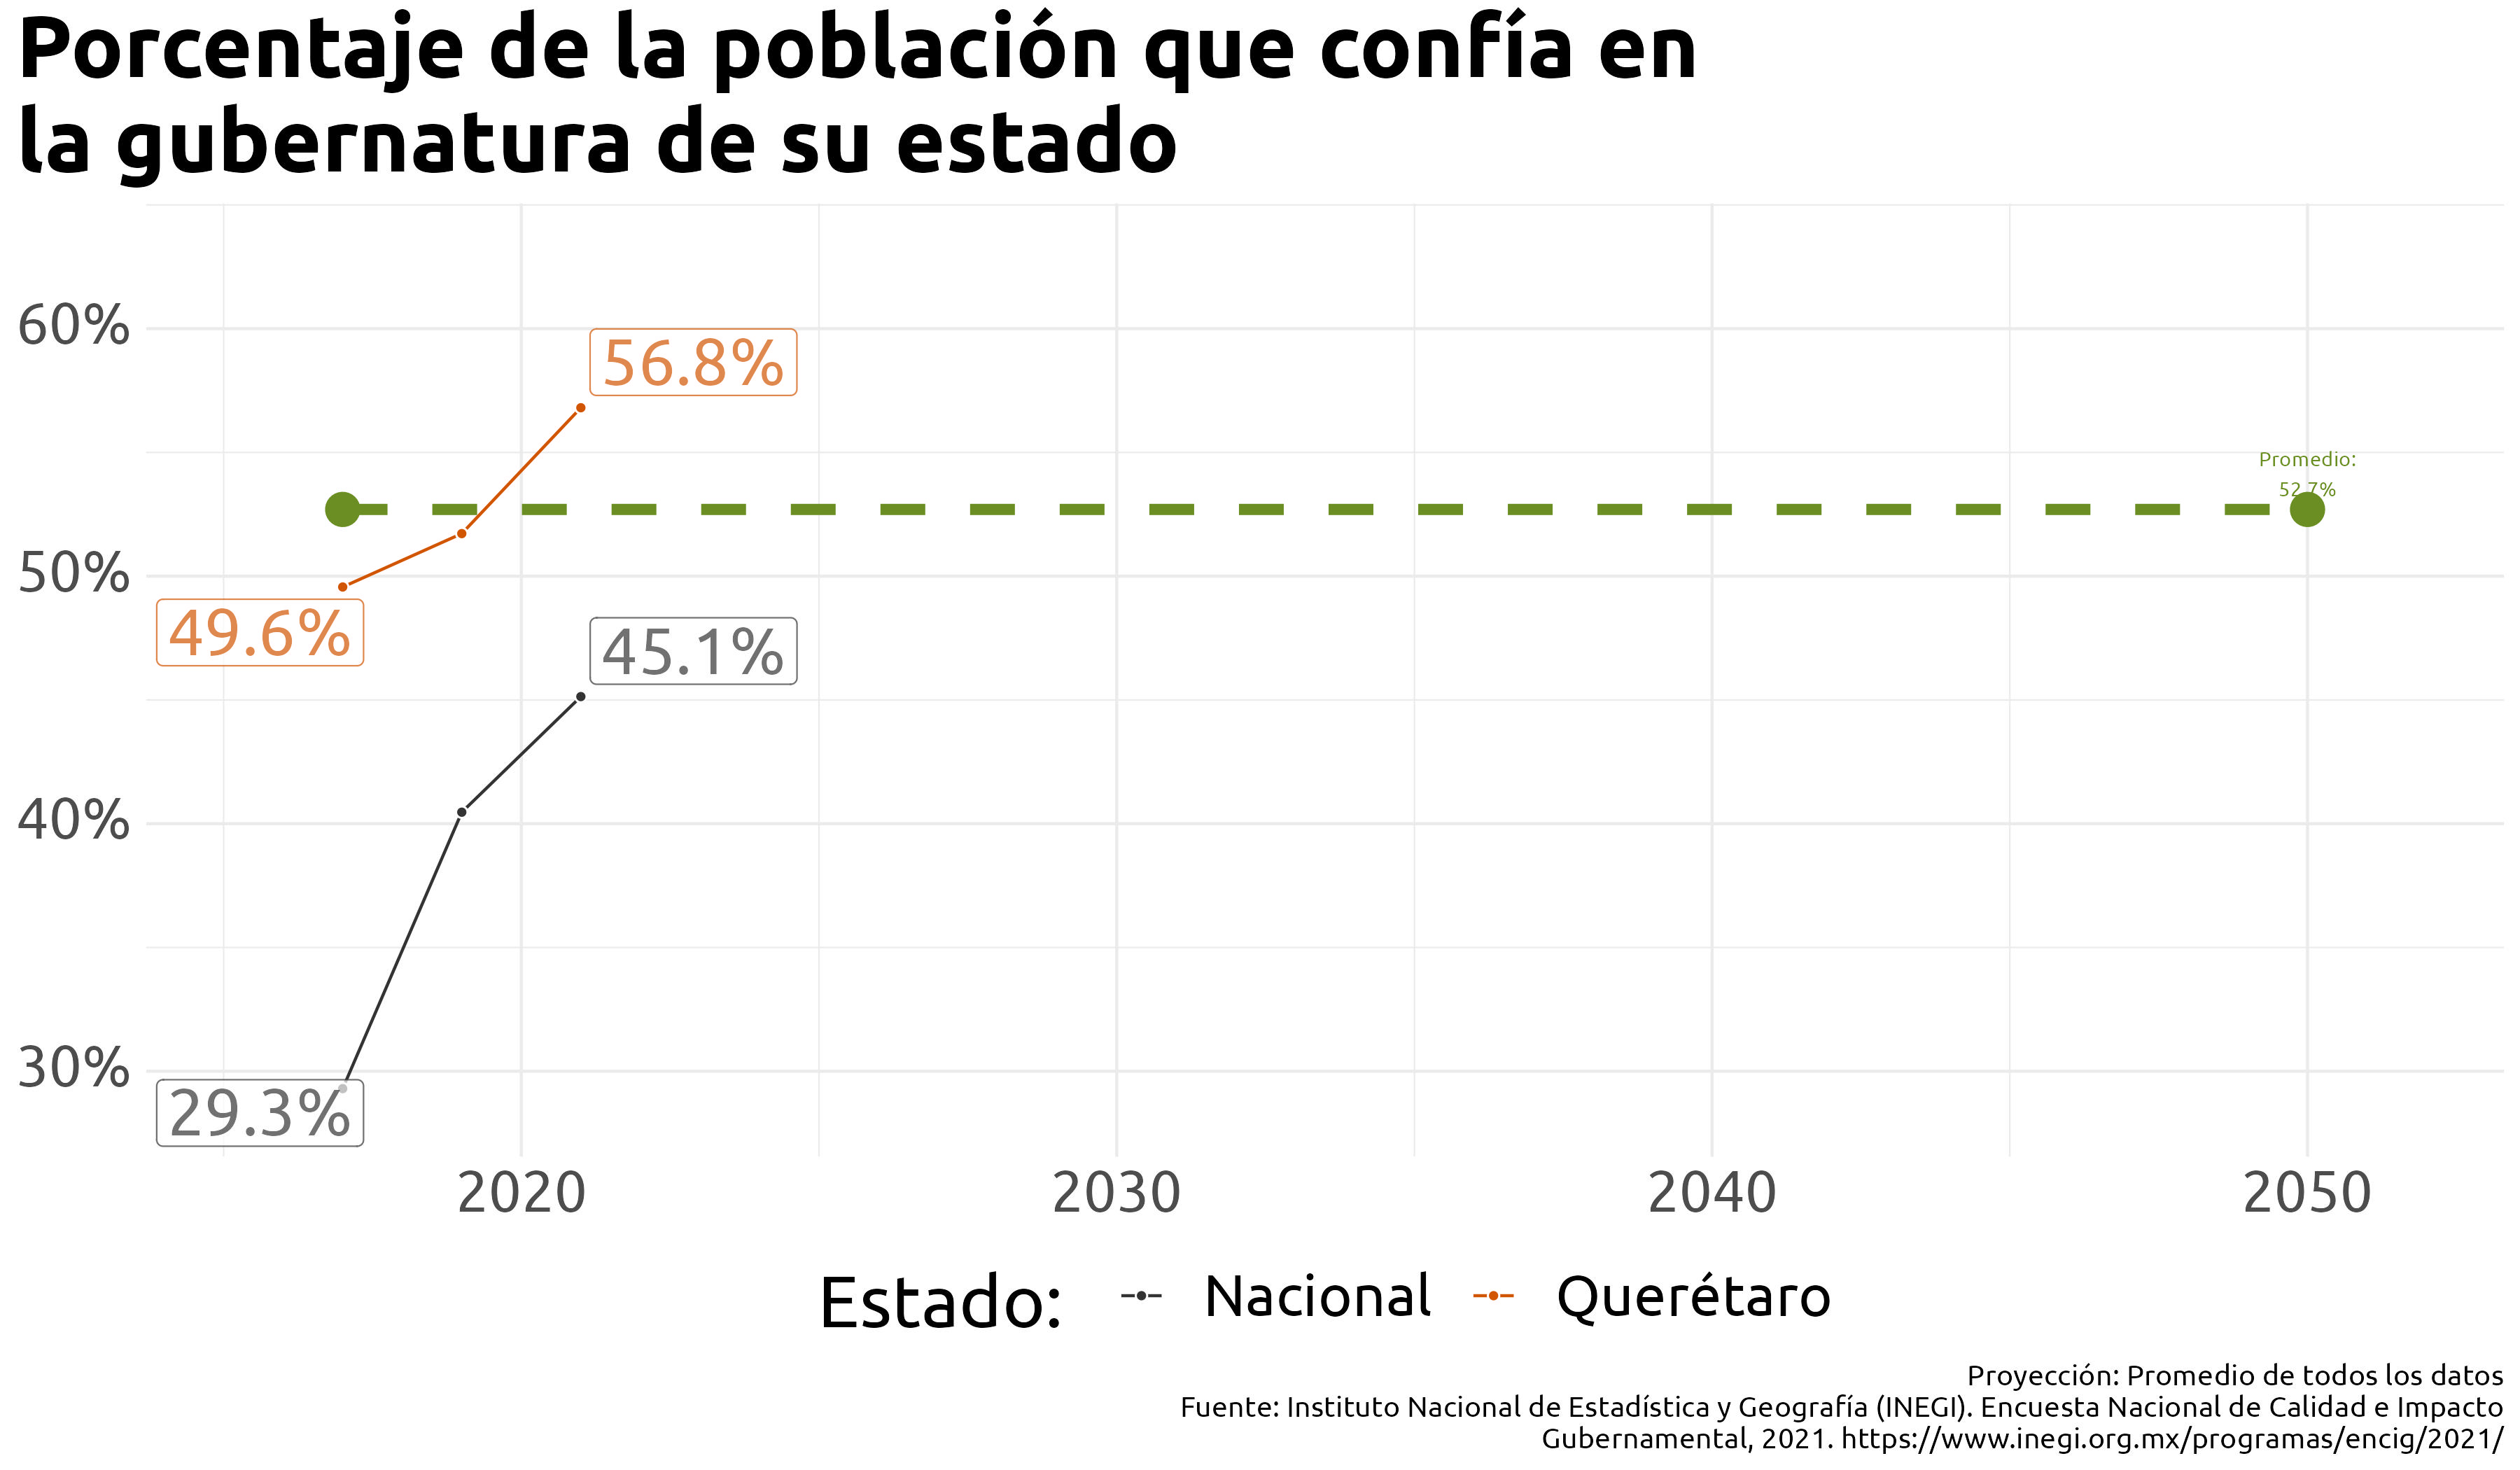 Porcentaje de la población que confía en
la gubernatura de su estado
60%
50%
40%
30%
56.8%
49.6%
45.1%
29.3%
Promedio:
52.7%
2020
2030
2040
2050
Estado:
Nacional
Querétaro
Proyección: Promedio de todos los datos
Fuente: Instituto Nacional de Estadística y Geografía (INEGI). Encuesta Nacional de Calidad e Impacto
Gubernamental, 2021. https://www.inegi.org.mx/programas/encig/2021/